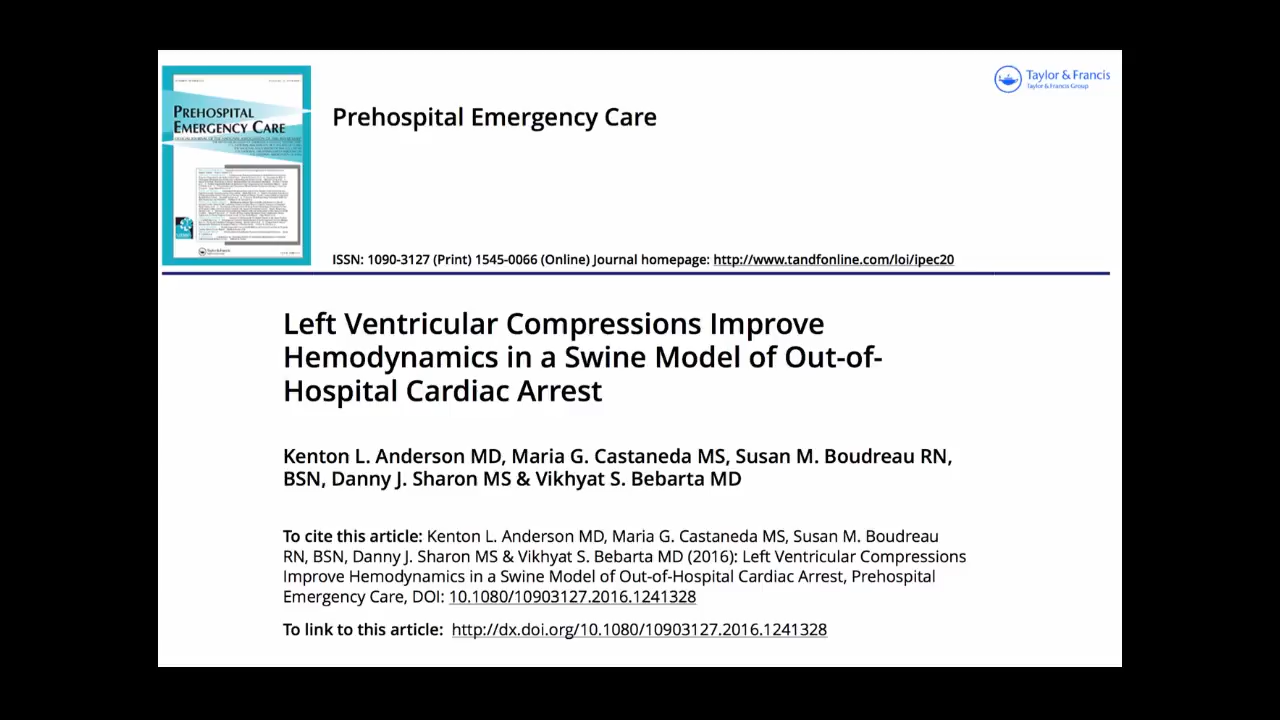 PREHOSPITAL
EMERGENCY CARE
Taylor & Francis
Prehospital Emergency Care
Taylor & Francis
Taylor & Francis Group
ISSN: 1090-3127 (Print) 1545-0066 (Online) Journal homepage: http://www.tandfonline.com/loi/ipec20
Left Ventricular Compressions Improve
Hemodynamics in a Swine Model of Out-of-
Hospital Cardiac Arrest
Kenton L. Anderson MD, Maria G. Castaneda MS, Susan M. Boudreau RN,
BSN, Danny J. Sharon MS & Vikhyat S. Bebarta MD
To cite this article: Kenton L. Anderson MD, Maria G. Castaneda MS, Susan M. Boudreau
RN, BSN, Danny J. Sharon MS & Vikhyat S. Bebarta MD (2016): Left Ventricular Compressions
Improve Hemodynamics in a Swine Model of Out-of-Hospital Cardiac Arrest, Prehospital
Emergency Care, DOI: 10.1080/10903127.2016.1241328
To link to this article: http://dx.doi.org/10.1080/10903127.2016.1241328